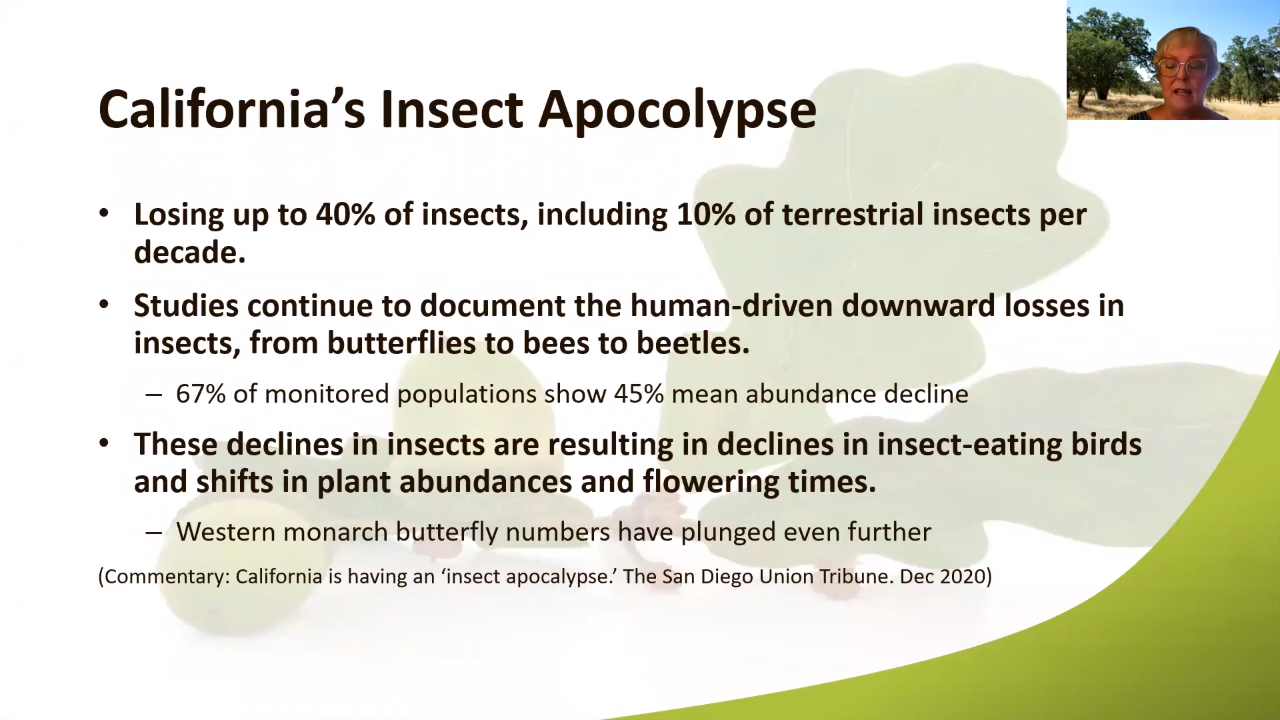 California’s Insect Apocolypse
• Losing up to 40% of insects, including 10% of terrestrial insects per
decade.
• Studies continue to document the human-driven downward losses in
insects, from butterflies to bees to beetles.
– 67% of monitored populations show 45% mean abundance decline
• These declines in insects are resulting in declines in insect-eating birds
and shifts in plant abundances and flowering times.
– Western monarch butterfly numbers have plunged even further
(Commentary: California is having an ‘insect apocalypse.’ The San Diego Union Tribune. Dec 2020)